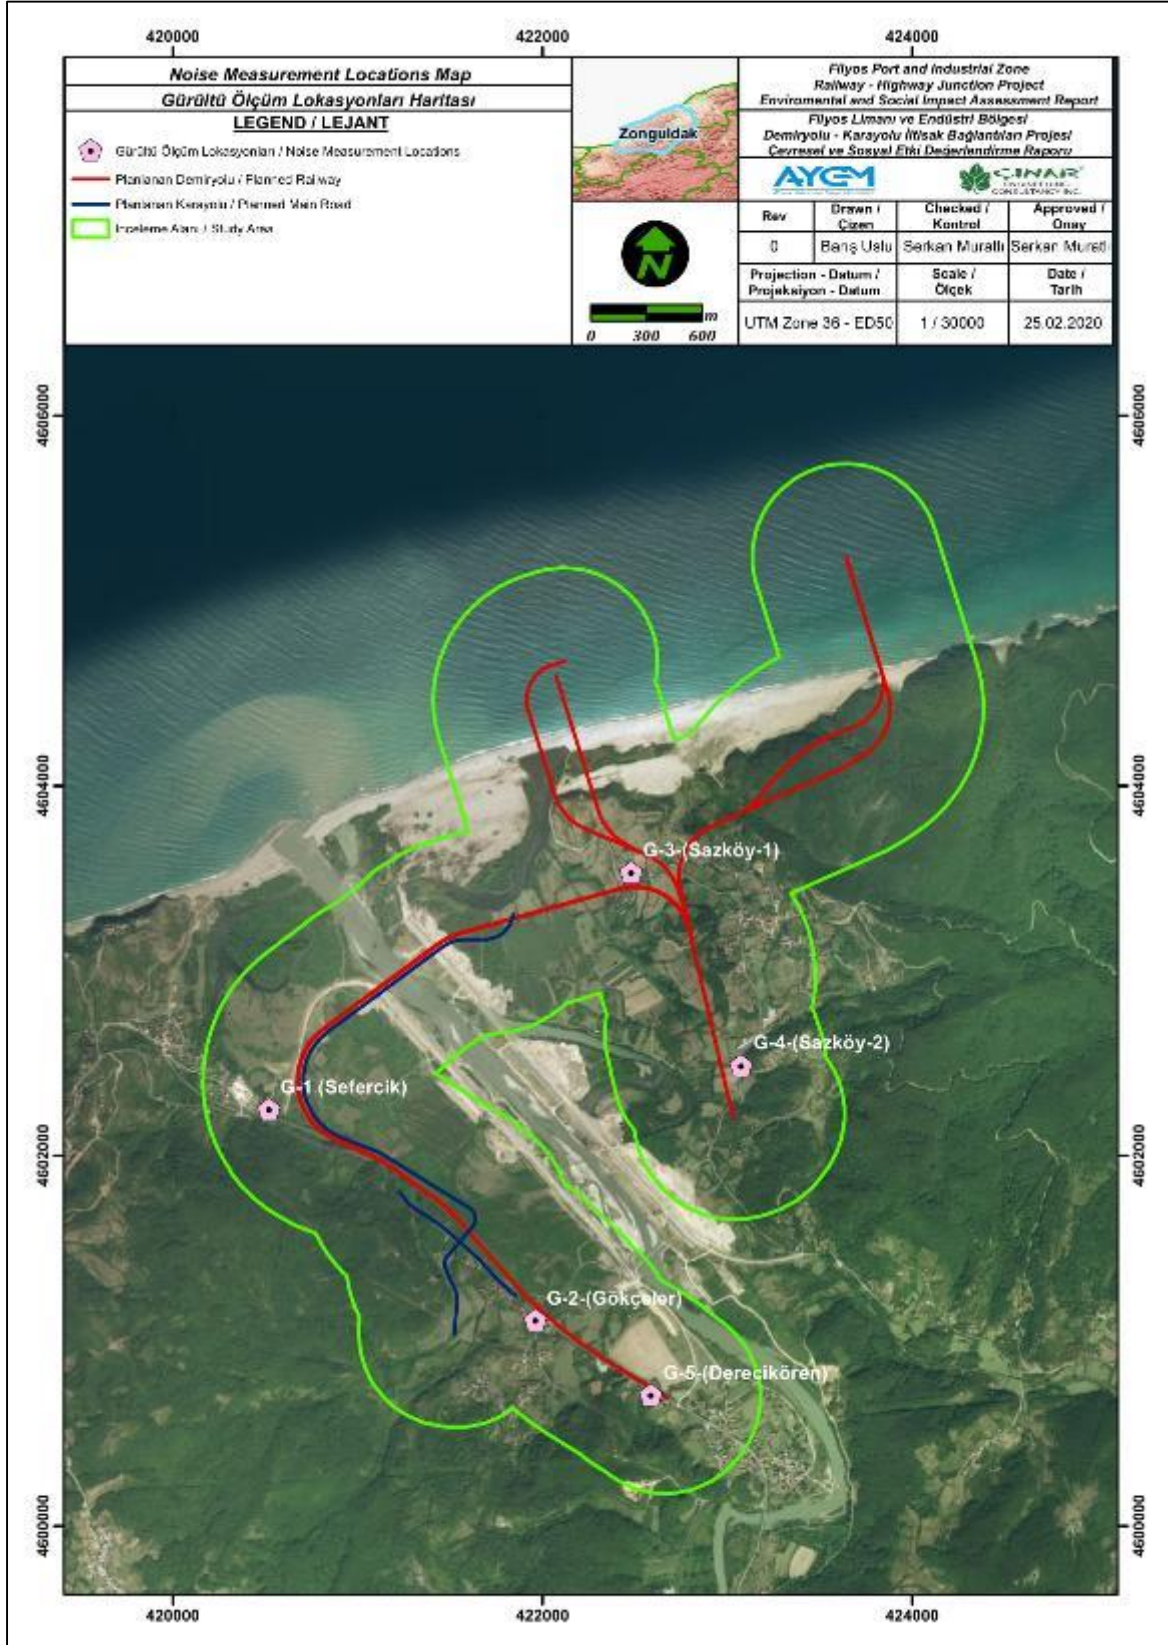 420000 422000 424000
Noise Measurement Locations Map
Gürültü Ölçüm Lokasyonları Haritası
LEGEND / LEJANT
Gürültü Ölçüm Lokasyonları / Noise Measurement Locations
Planlanan Demiryolu / Planned Railway
Planlanan Karayolu / Planned Main Road
İnceleme Alanı / Study Area
Zonguldak
N
m
0 300 600
Filyos Port and Industrial Zone
Railway - Highway Junction Project
Enviromental and Social Impact Assessment Report
Filyos Limanı ve Endüstri Bölgesi
Demiryolu - Karayolu İltisak Bağlantıları Projesi
Çevresel ve Sosyal Etki Değerlendirme Raporu
AYGM
ÇINAR
ENGINEERING
CONSULTANCY INC.
Rev Drawn / Çizen Checked / Kontrol Approved / Onay
0 Barış Uslu Serkan Muratlı Serkan Muratlı
Projection - Datum / Projeksiyon - Datum Scale / Ölçek Date / Tarih
UTM Zone 36 - ED50 1 / 30000 25.02.2020
4606000 4606000
4604000 4604000
G-3-(Sazköy-1)
G-4-(Sazköy-2)
G-1 (Sefercik)
4602000 4602000
G-2-(Gökçeler)
G-5-(Derecikören)
4600000 4600000
420000 422000 424000